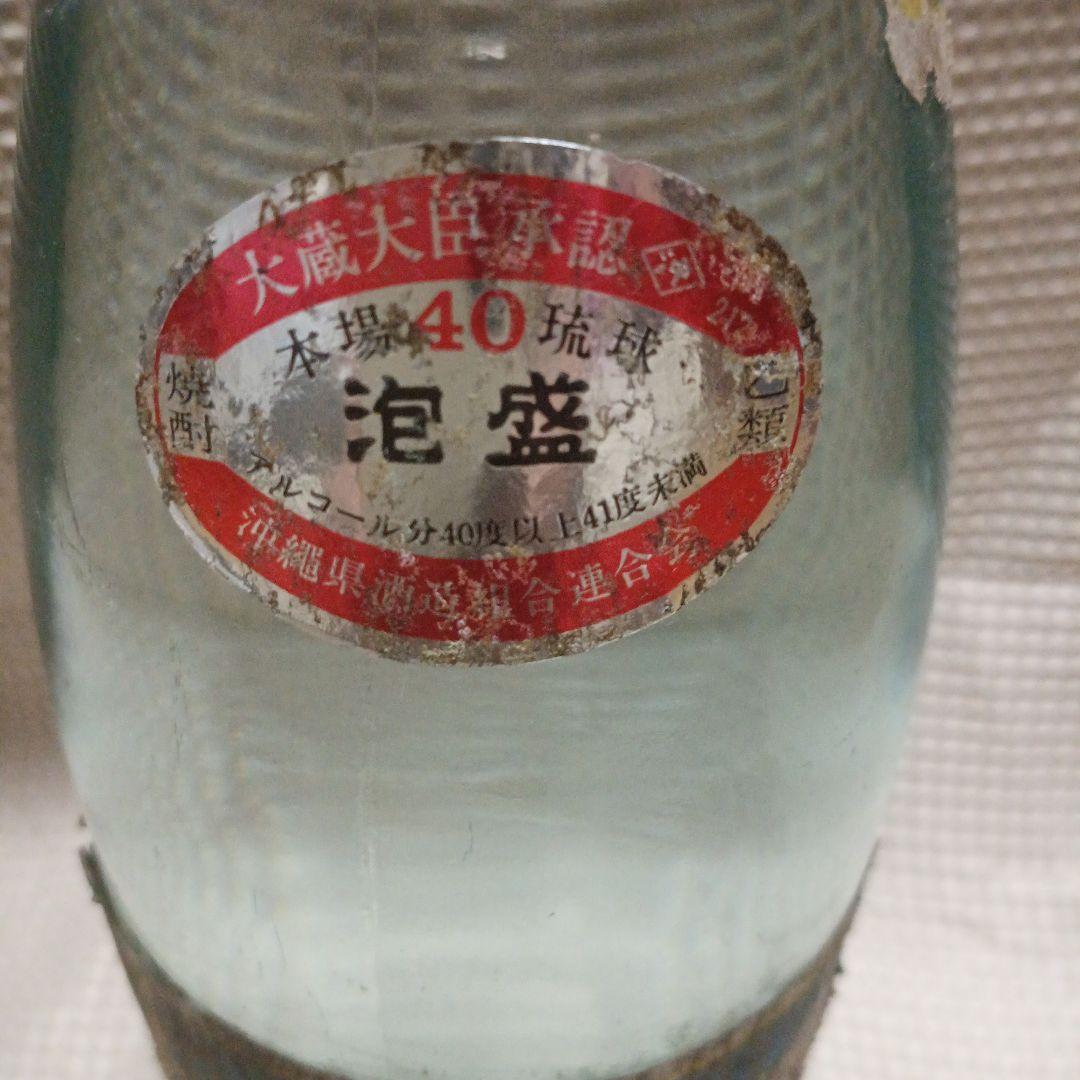 大蔵大臣承認
本場40琉球
泡盛
焼酎
乙類
アルコール分40度以上41度未満
沖縄県酒造組合連合会